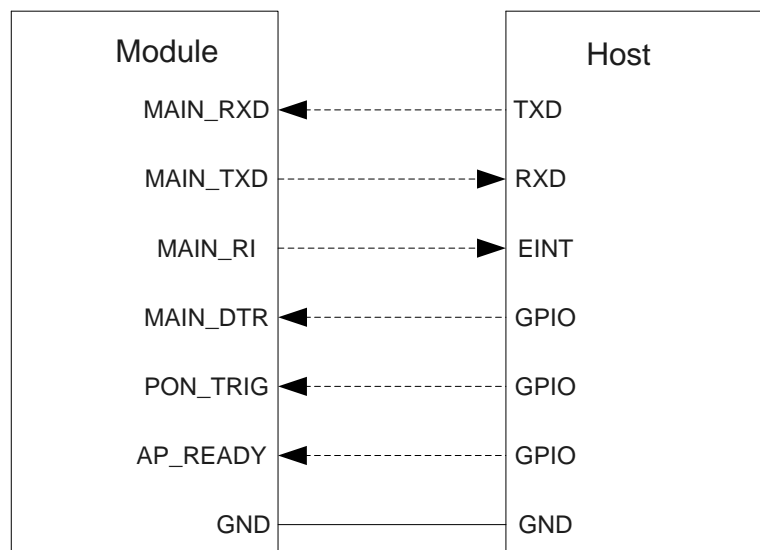 Module Host
MAIN_RXD TXD
MAIN_TXD RXD
MAIN_RI EINT
MAIN_DTR GPIO
PON_TRIG GPIO
AP_READY GPIO
GND GND